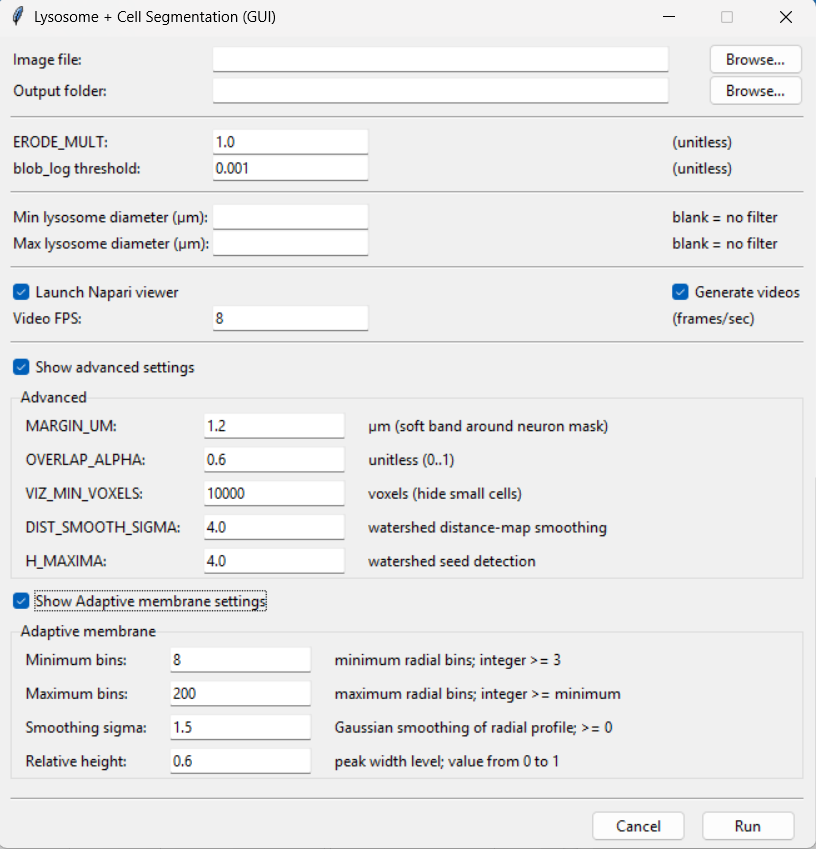 Lysosome + Cell Segmentation (GUI)
Image file: Browse...
Output folder: Browse...
ERODE_MULT: 1.0 (unitless)
blob_log threshold: 0.001 (unitless)
Min lysosome diameter (µm): blank = no filter
Max lysosome diameter (µm): blank = no filter
Launch Napari viewer Generate videos
Video FPS: 8 (frames/sec)
Show advanced settings
Advanced
MARGIN_UM: 1.2 µm (soft band around neuron mask)
OVERLAP_ALPHA: 0.6 unitless (0..1)
VIZ_MIN_VOXELS: 10000 voxels (hide small cells)
DIST_SMOOTH_SIGMA: 4.0 watershed distance-map smoothing
H_MAXIMA: 4.0 watershed seed detection
Show Adaptive membrane settings
Adaptive membrane
Minimum bins: 8 minimum radial bins; integer >= 3
Maximum bins: 200 maximum radial bins; integer >= minimum
Smoothing sigma: 1.5 Gaussian smoothing of radial profile; >= 0
Relative height: 0.6 peak width level; value from 0 to 1
Cancel Run